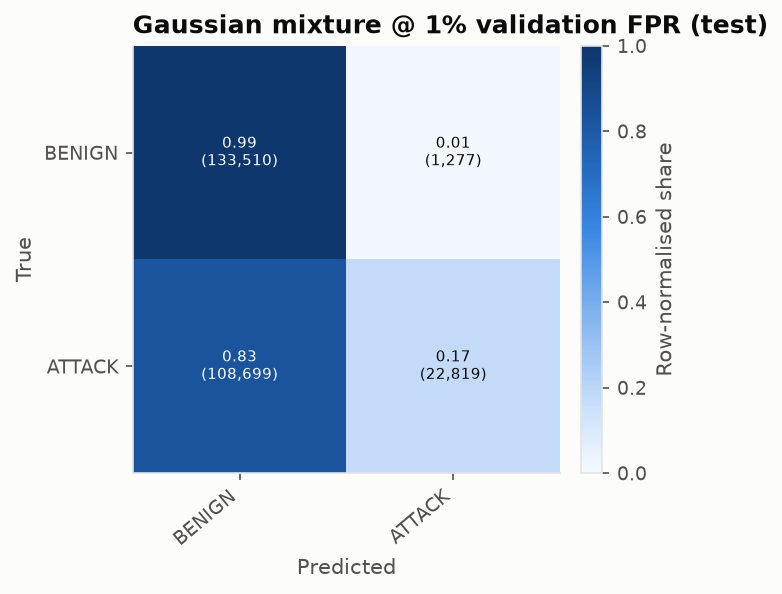 Gaussian mixture @ 1% validation FPR (test)
True
BENIGN
ATTACK
0.99
(133,510)
0.01
(1,277)
0.83
(108,699)
0.17
(22,819)
BENIGN
ATTACK
Predicted
1.0
0.8
0.6
0.4
0.2
0.0
Row-normalised share